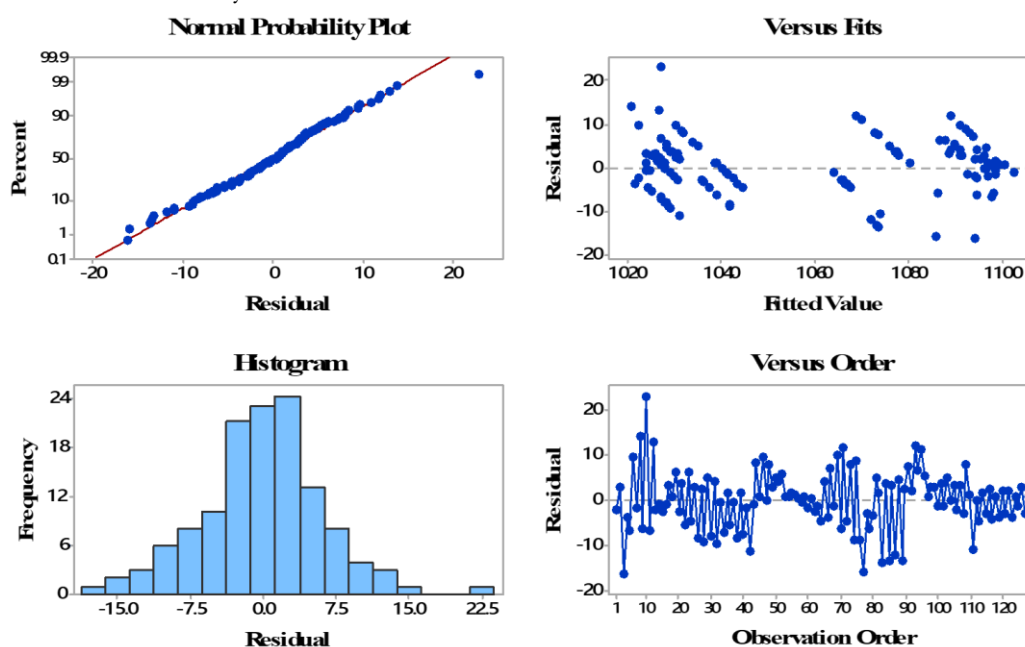 Normal Probability Plot
99.9
99
90
50
10
1
0.1
Percent
-20 -10 0 10 20
Residual
Versus Fits
20
10
0
-10
-20
Residual
1020 1040 1060 1080 1100
Fitted Value
Histogram
24
18
12
6
0
Frequency
-15.0 -7.5 0.0 7.5 15.0 22.5
Residual
Versus Order
20
10
0
-10
-20
Residual
1 10 20 30 40 50 60 70 80 90 100 110 120
Observation Order